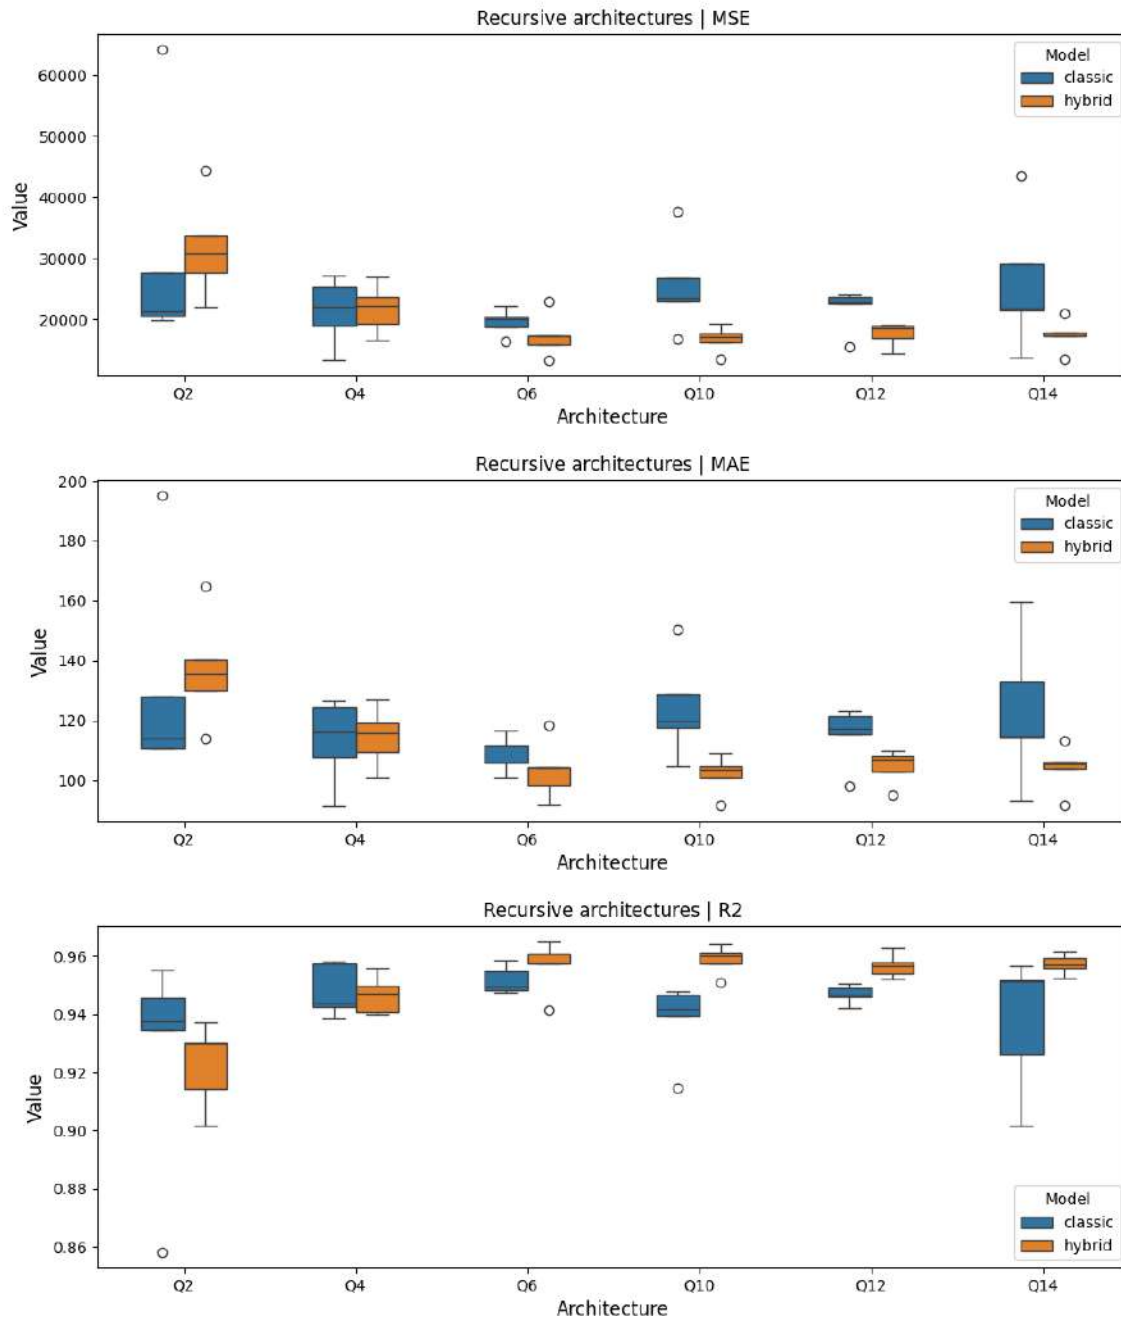 Recursive architectures | MSE
Model
classic
hybrid
60000
50000
40000
30000
20000
Value
Q2 Q4 Q6 Q10 Q12 Q14
Architecture
Recursive architectures | MAE
Model
classic
hybrid
200
180
160
140
120
100
Value
Q2 Q4 Q6 Q10 Q12 Q14
Architecture
Recursive architectures | R2
0.96
0.94
0.92
0.90
0.88
0.86
Value
Model
classic
hybrid
Q2 Q4 Q6 Q10 Q12 Q14
Architecture